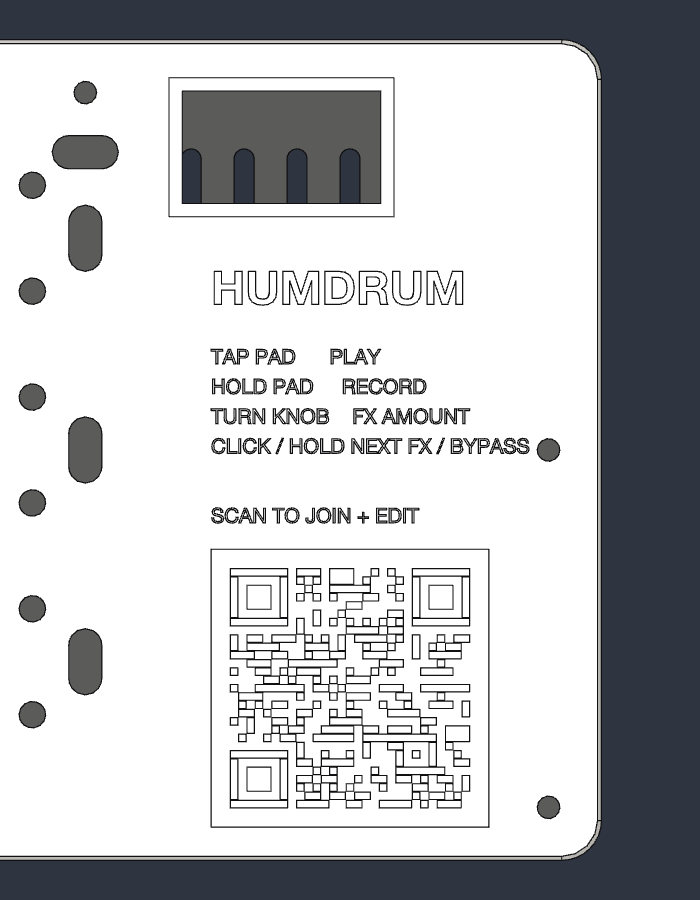 HUMDRUM
TAP PAD PLAY
HOLD PAD RECORD
TURN KNOB FX AMOUNT
CLICK / HOLD NEXT FX / BYPASS
SCAN TO JOIN + EDIT